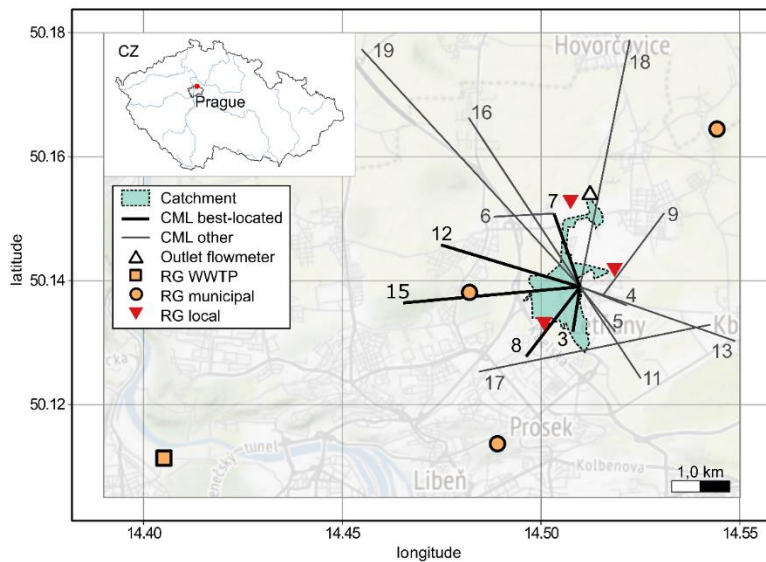 50.18
50.16
50.14
50.12
latitude
14.40
14.45
14.50
14.55
longitude
CZ
Prague
Catchment
CML best-located
CML other
Outlet flowmeter
RG WWTP
RG municipal
RG local
Hovorčovice
19
18
16
7
6
9
12
15
4
5
3
8
13
11
17
Kb
Prosek
Kolbenova
Libeň
tunel
1,0 km